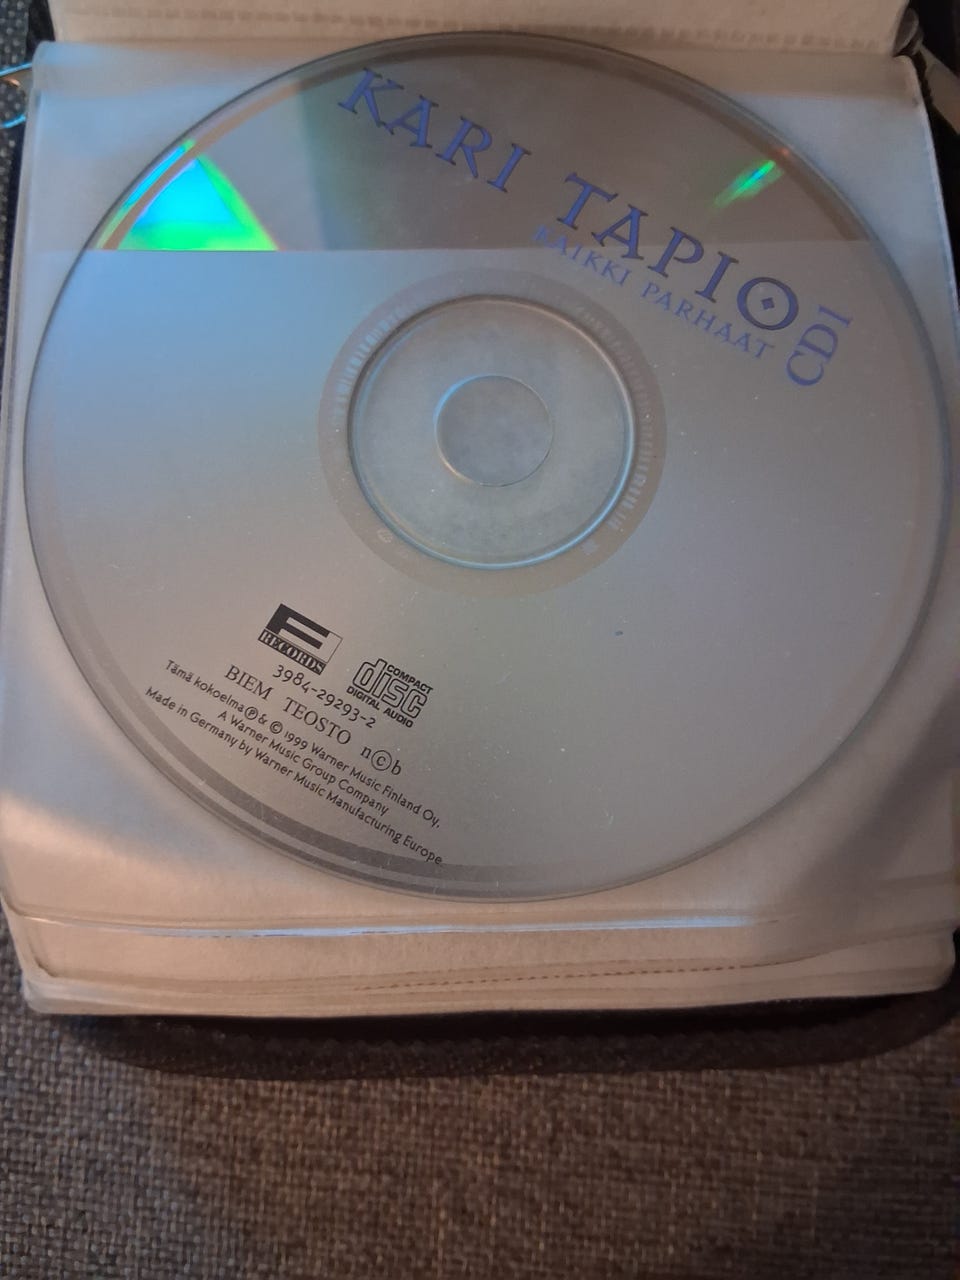 KARI TAPIO
KAIKKI PARHAAT
CD1
RECORDS
COMPACT
disc
DIGITAL AUDIO
3984-29293-2
BIEM TEOSTO n©b
Tämä kokoelma ℗ & © 1999 Warner Music Finland Oy.
A Warner Music Group Company
Made in Germany by Warner Music Manufacturing Europe.